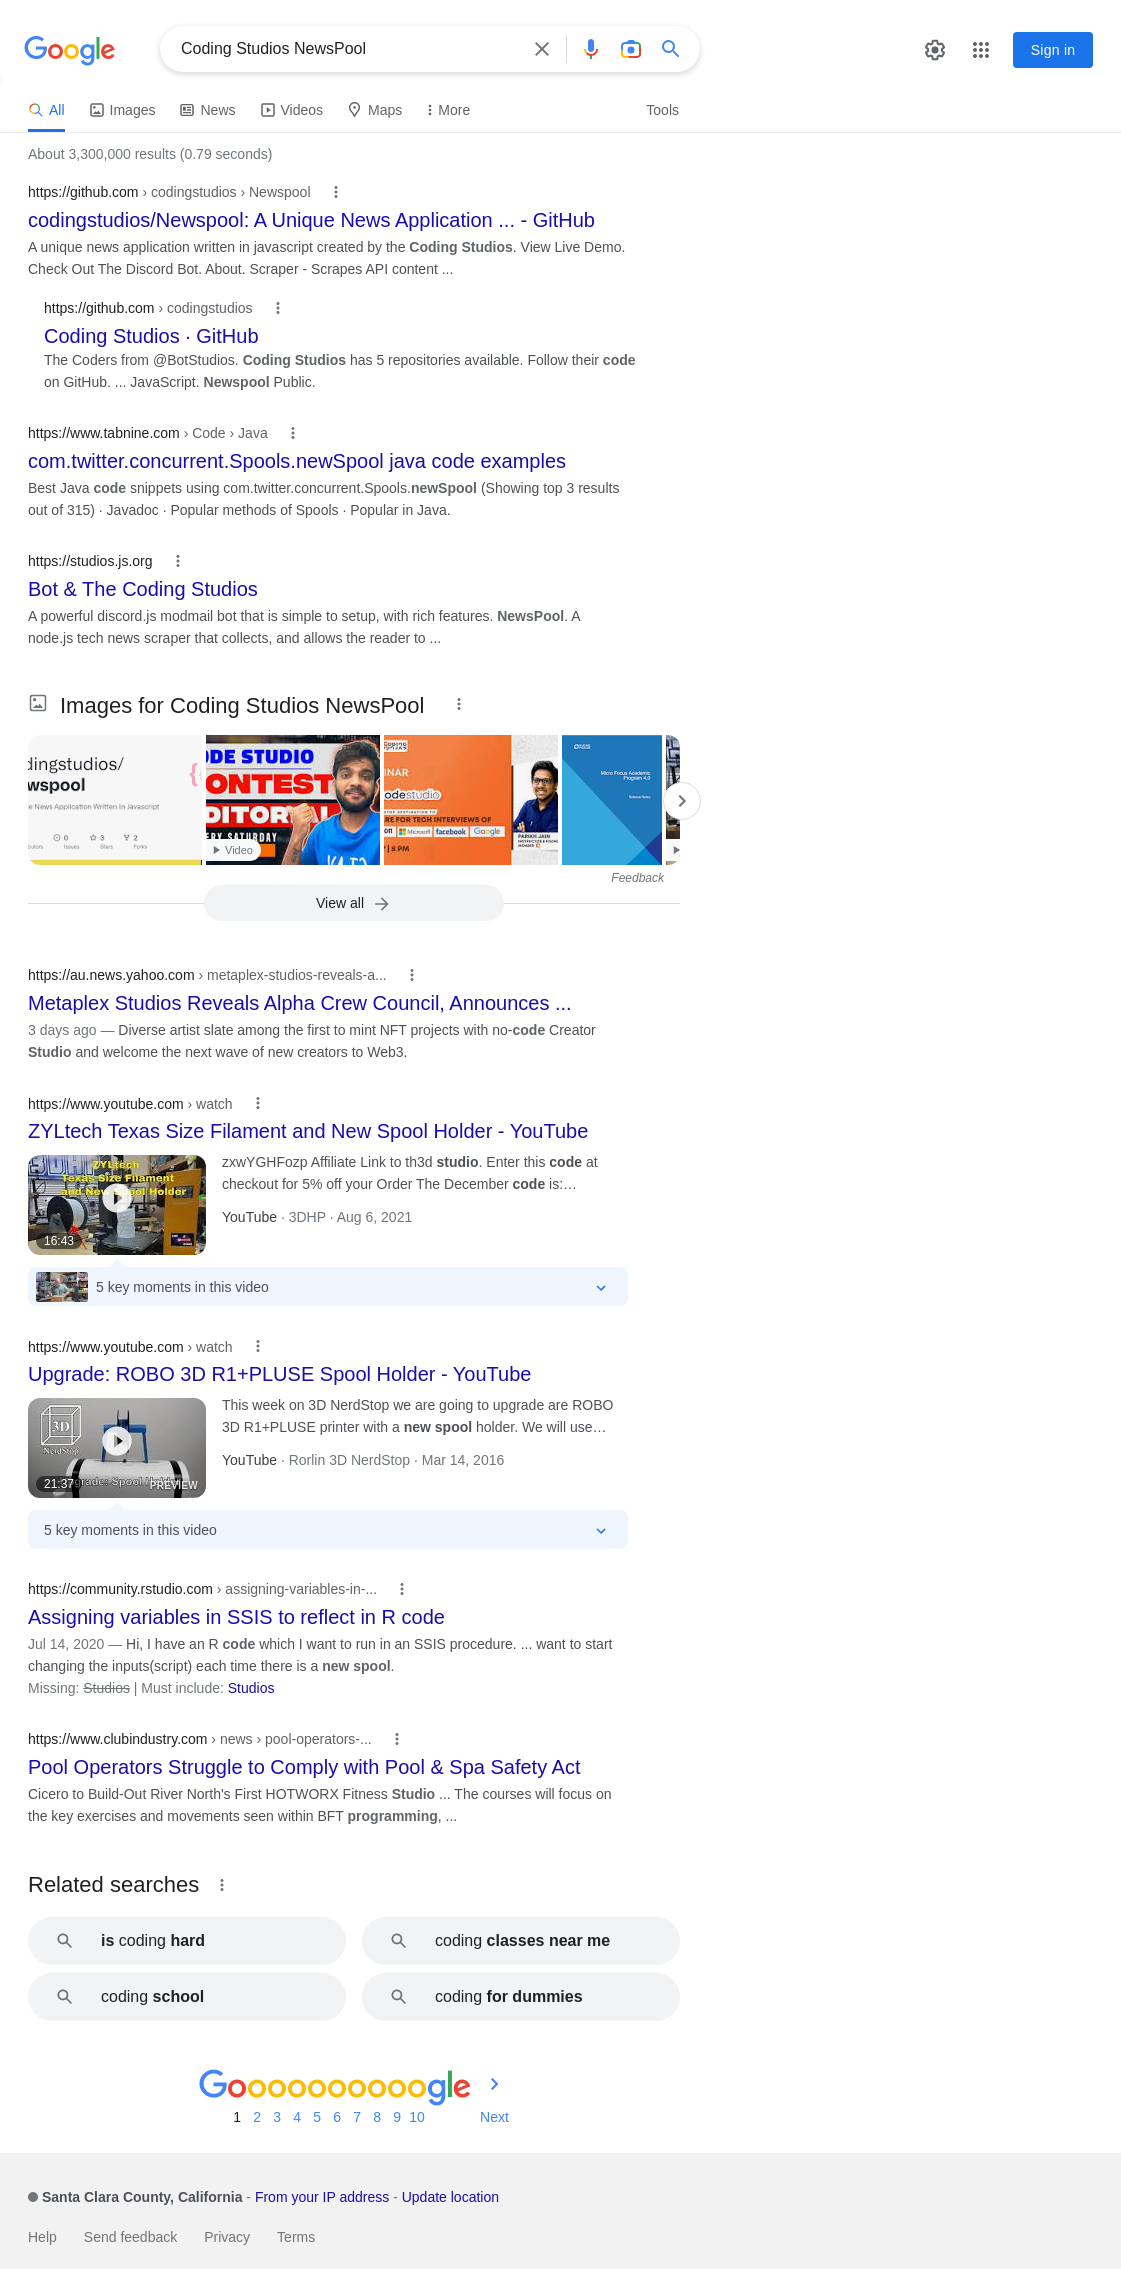 Google
Coding Studios NewsPool
Sign in
All
Images
News
Videos
Maps
More
Tools
About 3,300,000 results (0.79 seconds)
https://github.com › codingstudios › Newspool
codingstudios/Newspool: A Unique News Application ... - GitHub
A unique news application written in javascript created by the Coding Studios. View Live Demo.
Check Out The Discord Bot. About. Scraper - Scrapes API content ...
https://github.com › codingstudios
Coding Studios · GitHub
The Coders from @BotStudios. Coding Studios has 5 repositories available. Follow their code
on GitHub. ... JavaScript. Newspool Public.
https://www.tabnine.com › Code › Java
com.twitter.concurrent.Spools.newSpool java code examples
Best Java code snippets using com.twitter.concurrent.Spools.newSpool (Showing top 3 results
out of 315) · Javadoc · Popular methods of Spools · Popular in Java.
https://studios.js.org
Bot & The Coding Studios
A powerful discord.js modmail bot that is simple to setup, with rich features. NewsPool. A
node.js tech news scraper that collects, and allows the reader to ...
Images for Coding Studios NewsPool
dingstudios/
wspool
e News Application Written In Javascript
0
3
2
utors
Issues
Stars
Forks
ODE STUDIO
ONTEST
DITORIAL
ERY SATURDAY
Video
CODING
INAR
odestudio
RE FOR TECH INTERVIEWS OF
on Microsoft facebook Google
| 8 PM
PARIKH JAIN
Micro Focus Academic
Program 4.0
Release Notes
Feedback
View all
https://au.news.yahoo.com › metaplex-studios-reveals-a...
Metaplex Studios Reveals Alpha Crew Council, Announces ...
3 days ago — Diverse artist slate among the first to mint NFT projects with no-code Creator
Studio and welcome the next wave of new creators to Web3.
https://www.youtube.com › watch
ZYLtech Texas Size Filament and New Spool Holder - YouTube
ZYLtech
Texas Size Filament
and New Spool Holder
16:43
zxwYGHFozp Affiliate Link to th3d studio. Enter this code at
checkout for 5% off your Order The December code is:...
YouTube · 3DHP · Aug 6, 2021
5 key moments in this video
https://www.youtube.com › watch
Upgrade: ROBO 3D R1+PLUSE Spool Holder - YouTube
3D
NerdStop
21:37
PREVIEW
This week on 3D NerdStop we are going to upgrade are ROBO
3D R1+PLUSE printer with a new spool holder. We will use...
YouTube · Rorlin 3D NerdStop · Mar 14, 2016
5 key moments in this video
https://community.rstudio.com › assigning-variables-in-...
Assigning variables in SSIS to reflect in R code
Jul 14, 2020 — Hi, I have an R code which I want to run in an SSIS procedure. ... want to start
changing the inputs(script) each time there is a new spool.
Missing: Studios | Must include: Studios
https://www.clubindustry.com › news › pool-operators-...
Pool Operators Struggle to Comply with Pool & Spa Safety Act
Cicero to Build-Out River North's First HOTWORX Fitness Studio ... The courses will focus on
the key exercises and movements seen within BFT programming, ...
Related searches
is coding hard
coding classes near me
coding school
coding for dummies
Goooooooooogle
1 2 3 4 5 6 7 8 9 10 Next
Santa Clara County, California - From your IP address - Update location
Help Send feedback Privacy Terms